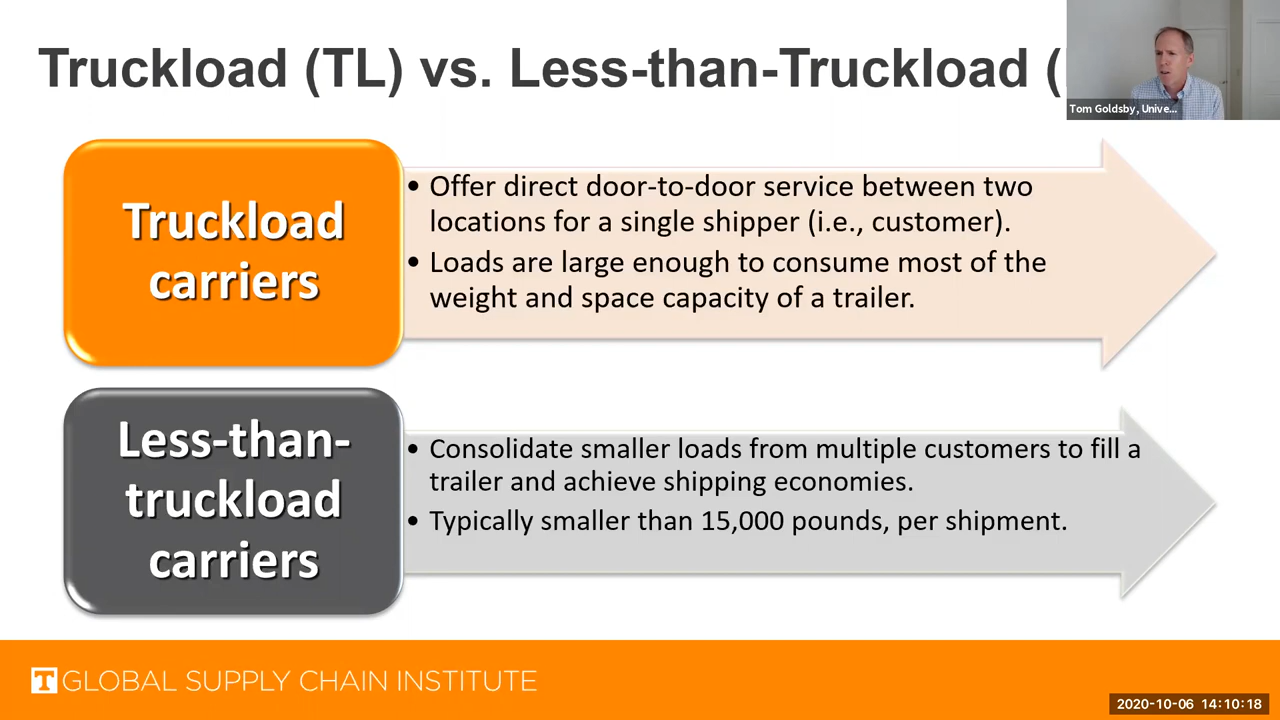 Truckload (TL) vs. Less-than-Truckload (
Tom Goldsby, Unive...
Truckload
carriers
• Offer direct door-to-door service between two
locations for a single shipper (i.e., customer).
• Loads are large enough to consume most of the
weight and space capacity of a trailer.
Less-than-
truckload
carriers
• Consolidate smaller loads from multiple customers to fill a
trailer and achieve shipping economies.
• Typically smaller than 15,000 pounds, per shipment.
T GLOBAL SUPPLY CHAIN INSTITUTE
2020-10-06 14:10:18